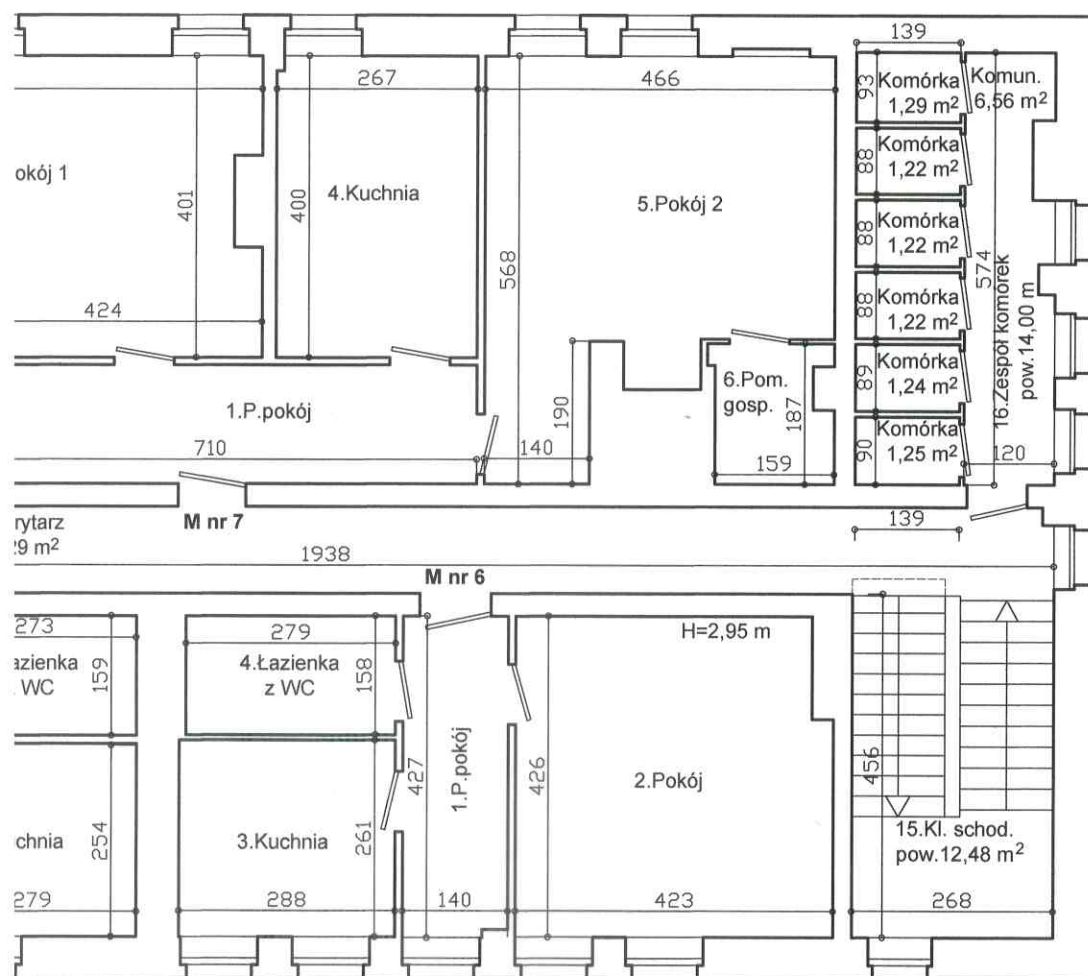 139
267
466
93
Komórka
1,29 m²
Komun.
6,56 m²
88
Komórka
1,22 m²
okój 1
401
400
4.Kuchnia
5.Pokój 2
568
88
Komórka
1,22 m²
574
88
Komórka
1,22 m²
16.Zespół komórek
pow.14,00 m
424
89
Komórka
1,24 m²
1.P.pokój
190
6.Pom.
gosp.
187
90
Komórka
1,25 m²
710
140
159
120
M nr 7
139
rytarz
29 m²
1938
M nr 6
273
279
H=2,95 m
azienka
WC
159
4.Łazienka
z WC
158
427
1.P.pokój
426
2.Pokój
456
chnia
254
3.Kuchnia
261
15.Kl. schod.
pow.12,48 m²
279
288
140
423
268